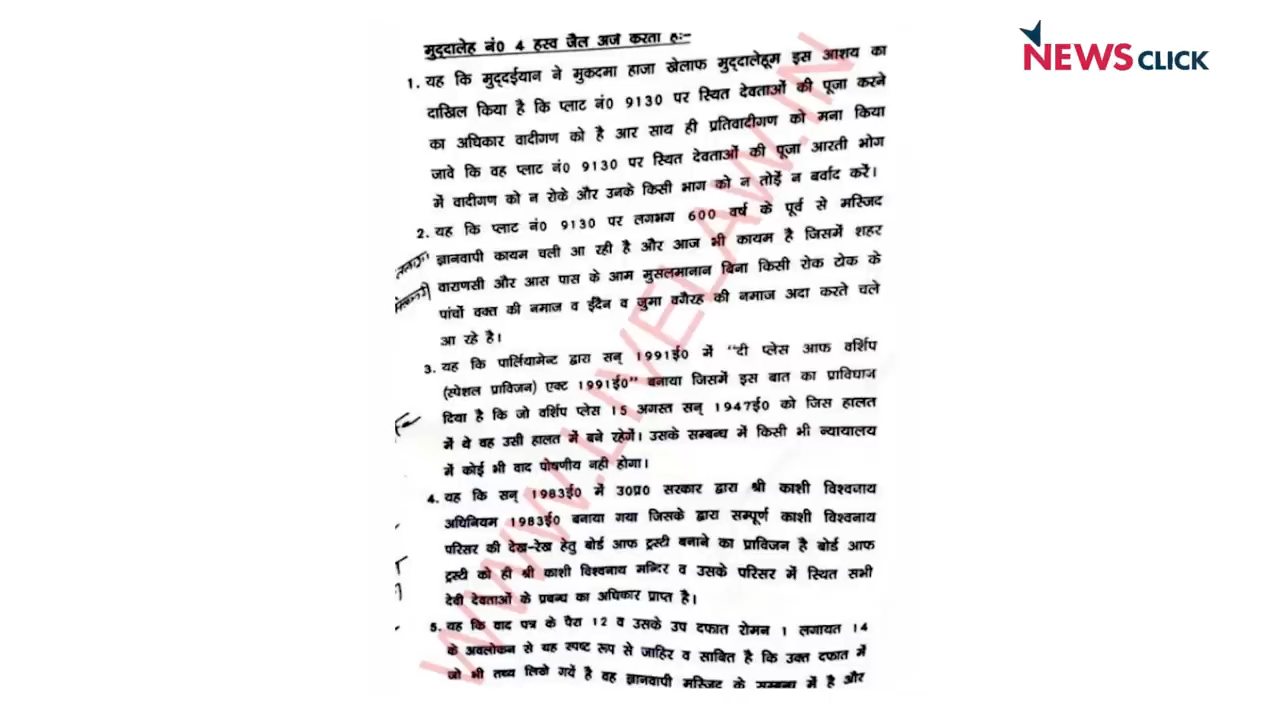 NEWS CLICK
मुद्दालेह नं0 4 हस्व जैल अर्ज करता हः-
1. यह कि मुद्दईयान ने मुकदमा हाजा खेलाफ मुद्दालेहूम इस आशय का
दाखिल किया है कि प्लाट नं0 9130 पर स्थित देवताओं की पूजा करने
का अधिकार वादीगण को है आर साथ ही प्रतिवादीगण को मना किया
जावे कि वह प्लाट नं0 9130 पर स्थित देवताओं की पूजा आरती भोग
में वादीगण को न रोके और उनके किसी भाग को न तोड़ें न बर्वाद करें।
2. यह कि प्लाट नं0 9130 पर लगभग 600 वर्ष के पूर्व से मस्जिद
ज्ञानवापी कायम चली आ रही है और आज भी कायम है जिसमें शहर
वाराणसी और आस पास के आम मुसलमानान बिना किसी रोक टोक के
पांचों वक्त की नमाज व ईदैन व जुमा वगैरह की नमाज अदा करते चले
आ रहे है।
3. यह कि पार्लियामेन्ट द्वारा सन् 1991ई0 में "दी प्लेस आफ वर्शिप
(स्पेशल प्राविजन) एक्ट 1991ई0" बनाया जिसमें इस बात का प्राविधान
दिया है कि जो वर्शिप प्लेस 15 अगस्त सन् 1947ई0 को जिस हालत
में थे वह उसी हालत में बने रहेगें। उसके सम्बन्ध में किसी भी न्यायालय
में कोई भी वाद पोषणीय नही होगा।
4. यह कि सन् 1983ई0 में उ0प्र0 सरकार द्वारा श्री काशी विश्वनाथ
अधिनियम 1983ई0 बनाया गया जिसके द्वारा सम्पूर्ण काशी विश्वनाथ
परिसर की देख-रेख हेतु बोर्ड आफ ट्रस्टी बनाने का प्राविजन है बोर्ड आफ
ट्रस्टी को ही श्री काशी विश्वनाथ मन्दिर व उसके परिसर में स्थित सभी
देवी देवताओं के प्रबन्ध का अधिकार प्राप्त है।
5. यह कि वाद पत्र के पैरा 12 व उसके उप दफात रोमन 1 लगायत 14
के अवलोकन से यह स्पष्ट रूप से जाहिर व साबित है कि उक्त दफात में
जो भी तथ्य लिखे गयें है वह ज्ञानवापी मस्जिद के सम्बन्ध में है और
WWW.LIVELAW.IN